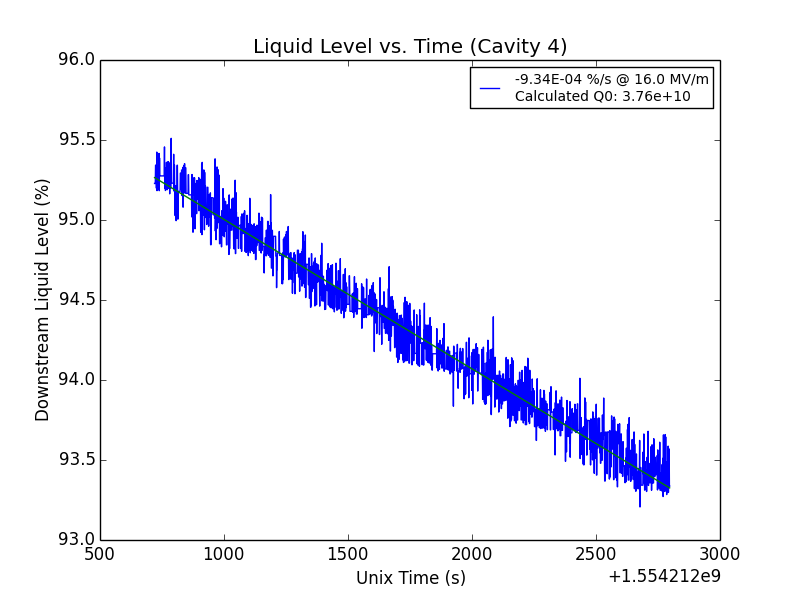 Liquid Level vs. Time (Cavity 4)
-9.34E-04 %/s @ 16.0 MV/m
Calculated Q0: 3.76e+10
96.0
95.5
95.0
94.5
94.0
93.5
93.0
Downstream Liquid Level (%)
500 1000 1500 2000 2500 3000
Unix Time (s)
+1.554212e9